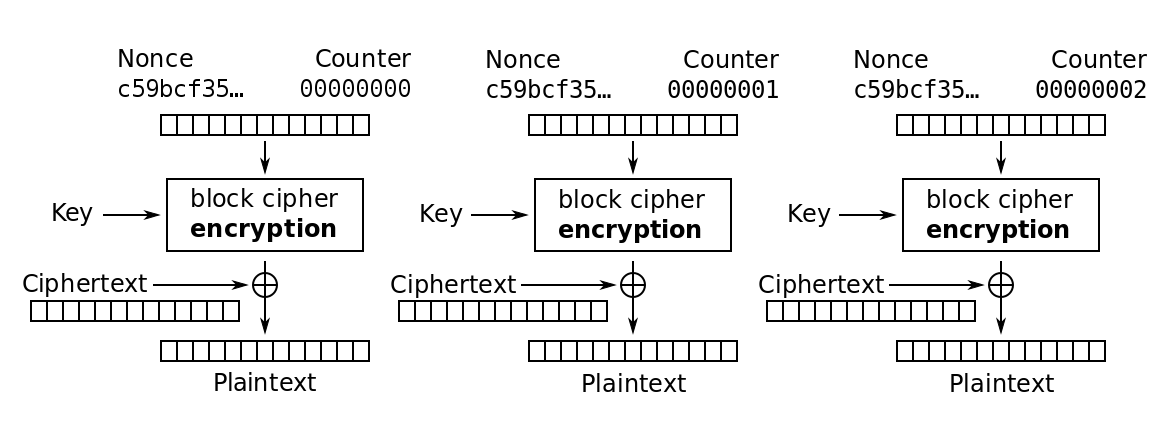 Nonce Counter Nonce Counter Nonce Counter
c59bcf35… 00000000 c59bcf35… 00000001 c59bcf35… 00000002
block cipher block cipher block cipher
Key encryption Key encryption Key encryption
Ciphertext Ciphertext Ciphertext
Plaintext Plaintext Plaintext